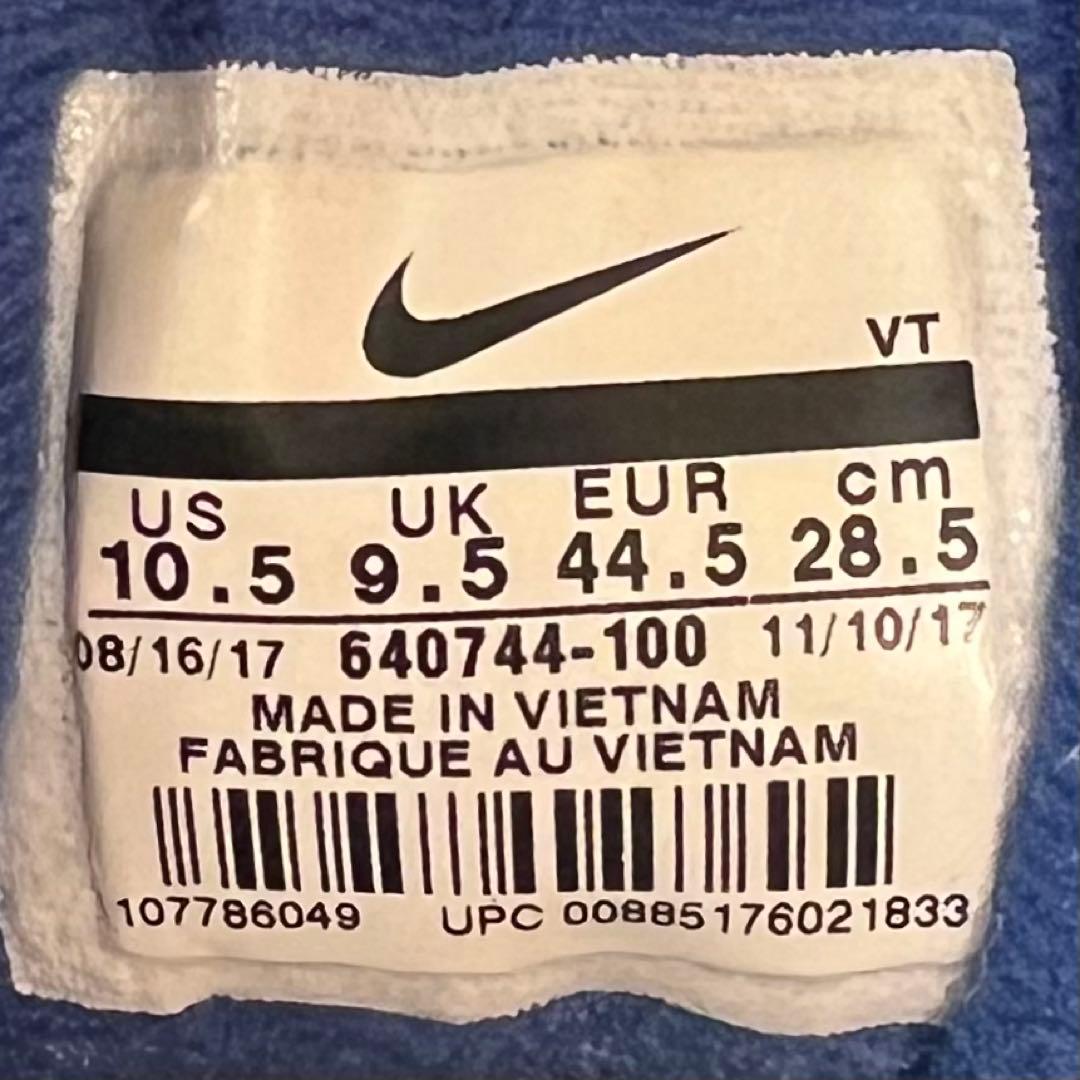 VT
US UK EUR cm
10.5 9.5 44.5 28.5
08/16/17 640744-100 11/10/17
MADE IN VIETNAM
FABRIQUE AU VIETNAM
107786049 UPC 00885176021833